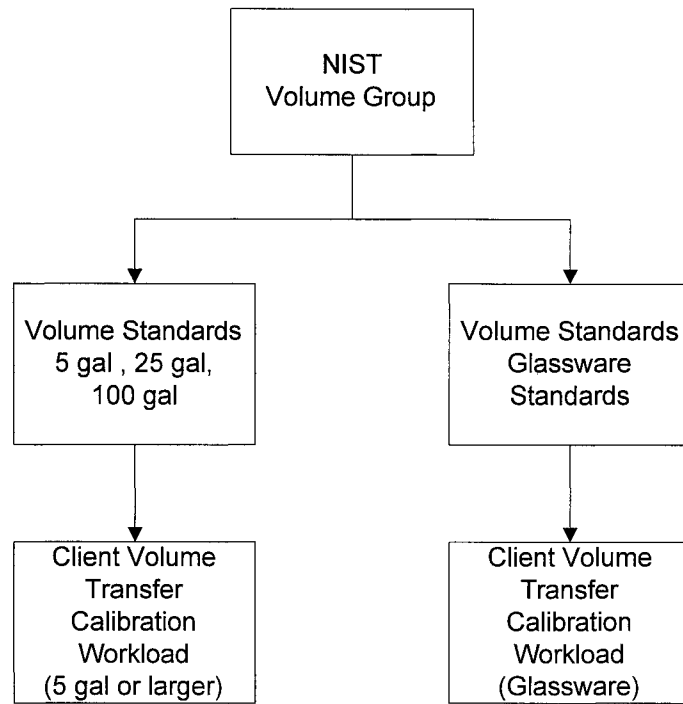 NIST
Volume Group
Volume Standards
5 gal , 25 gal,
100 gal
Volume Standards
Glassware
Standards
Client Volume
Transfer
Calibration
Workload
(5 gal or larger)
Client Volume
Transfer
Calibration
Workload
(Glassware)